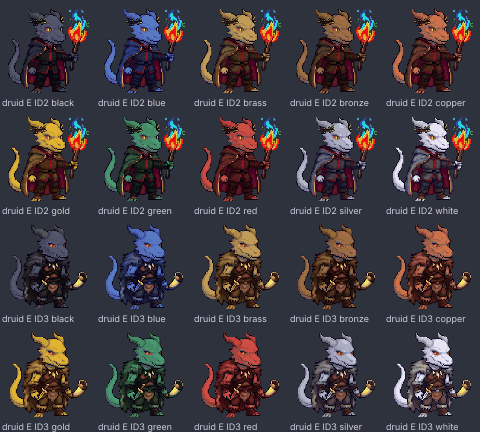 druid E ID2 black
druid E ID2 blue
druid E ID2 brass
druid E ID2 bronze
druid E ID2 copper
druid E ID2 gold
druid E ID2 green
druid E ID2 red
druid E ID2 silver
druid E ID2 white
druid E ID3 black
druid E ID3 blue
druid E ID3 brass
druid E ID3 bronze
druid E ID3 copper
druid E ID3 gold
druid E ID3 green
druid E ID3 red
druid E ID3 silver
druid E ID3 white